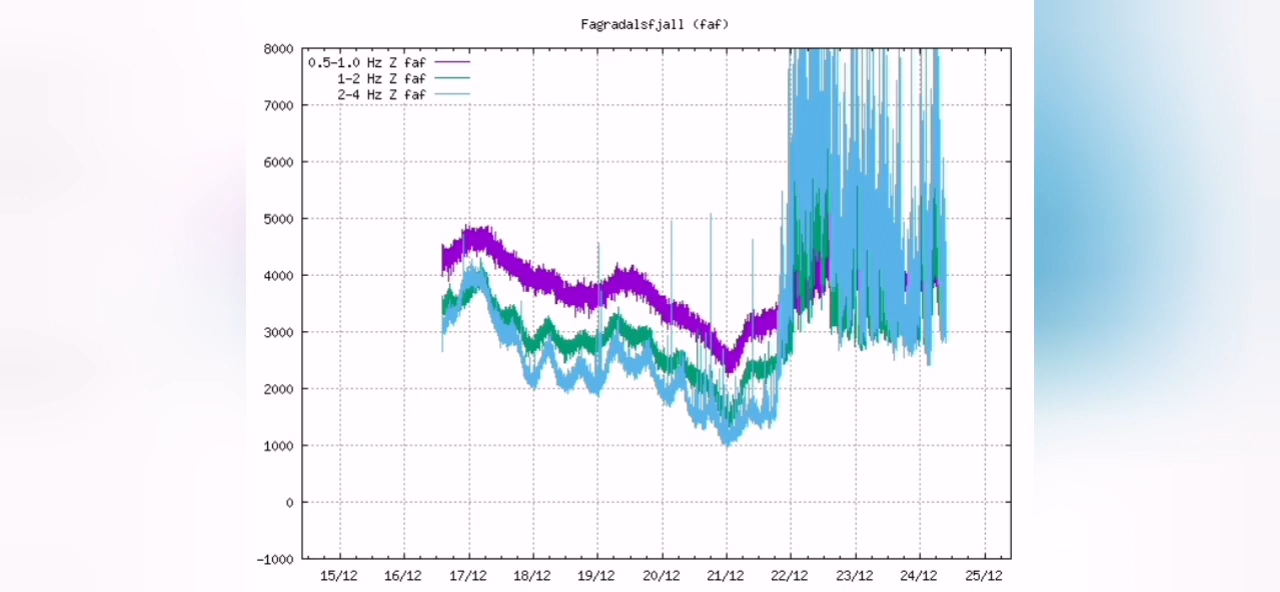 Fagradalsfjall (faf)
8000
0.5-1.0 Hz Z faf
1-2 Hz Z faf
2-4 Hz Z faf
7000
6000
5000
4000
3000
2000
1000
0
-1000
15/12 16/12 17/12 18/12 19/12 20/12 21/12 22/12 23/12 24/12 25/12